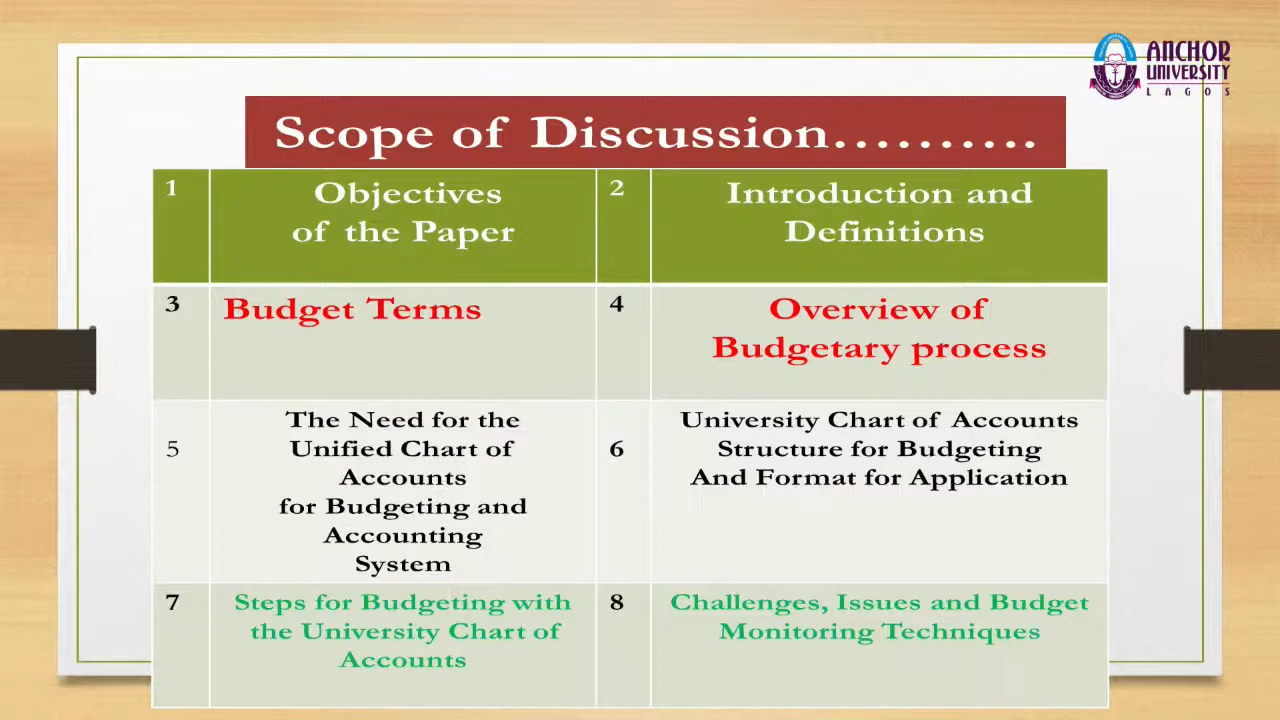 ANCHOR
UNIVERSITY
LAGOS
Scope of Discussion……….
1
Objectives
of the Paper
2
Introduction and
Definitions
3
Budget Terms
4
Overview of
Budgetary process
5
The Need for the
Unified Chart of
Accounts
for Budgeting and
Accounting
System
6
University Chart of Accounts
Structure for Budgeting
And Format for Application
7
Steps for Budgeting with
the University Chart of
Accounts
8
Challenges, Issues and Budget
Monitoring Techniques